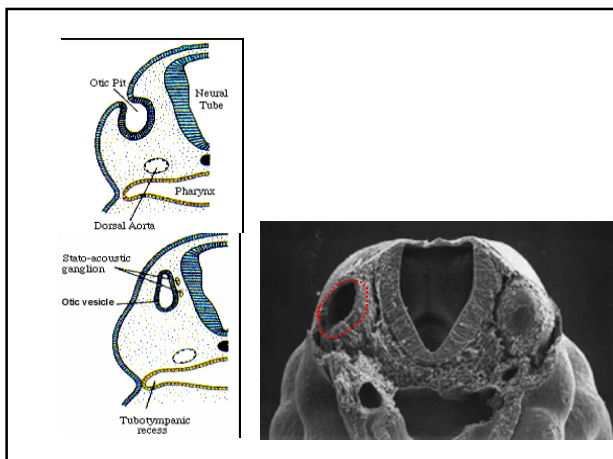 Otic Pit
Neural
Tube
Pharynx
Dorsal Aorta
Stato-acoustic
ganglion
Otic vesicle
Tubotympanic
recess